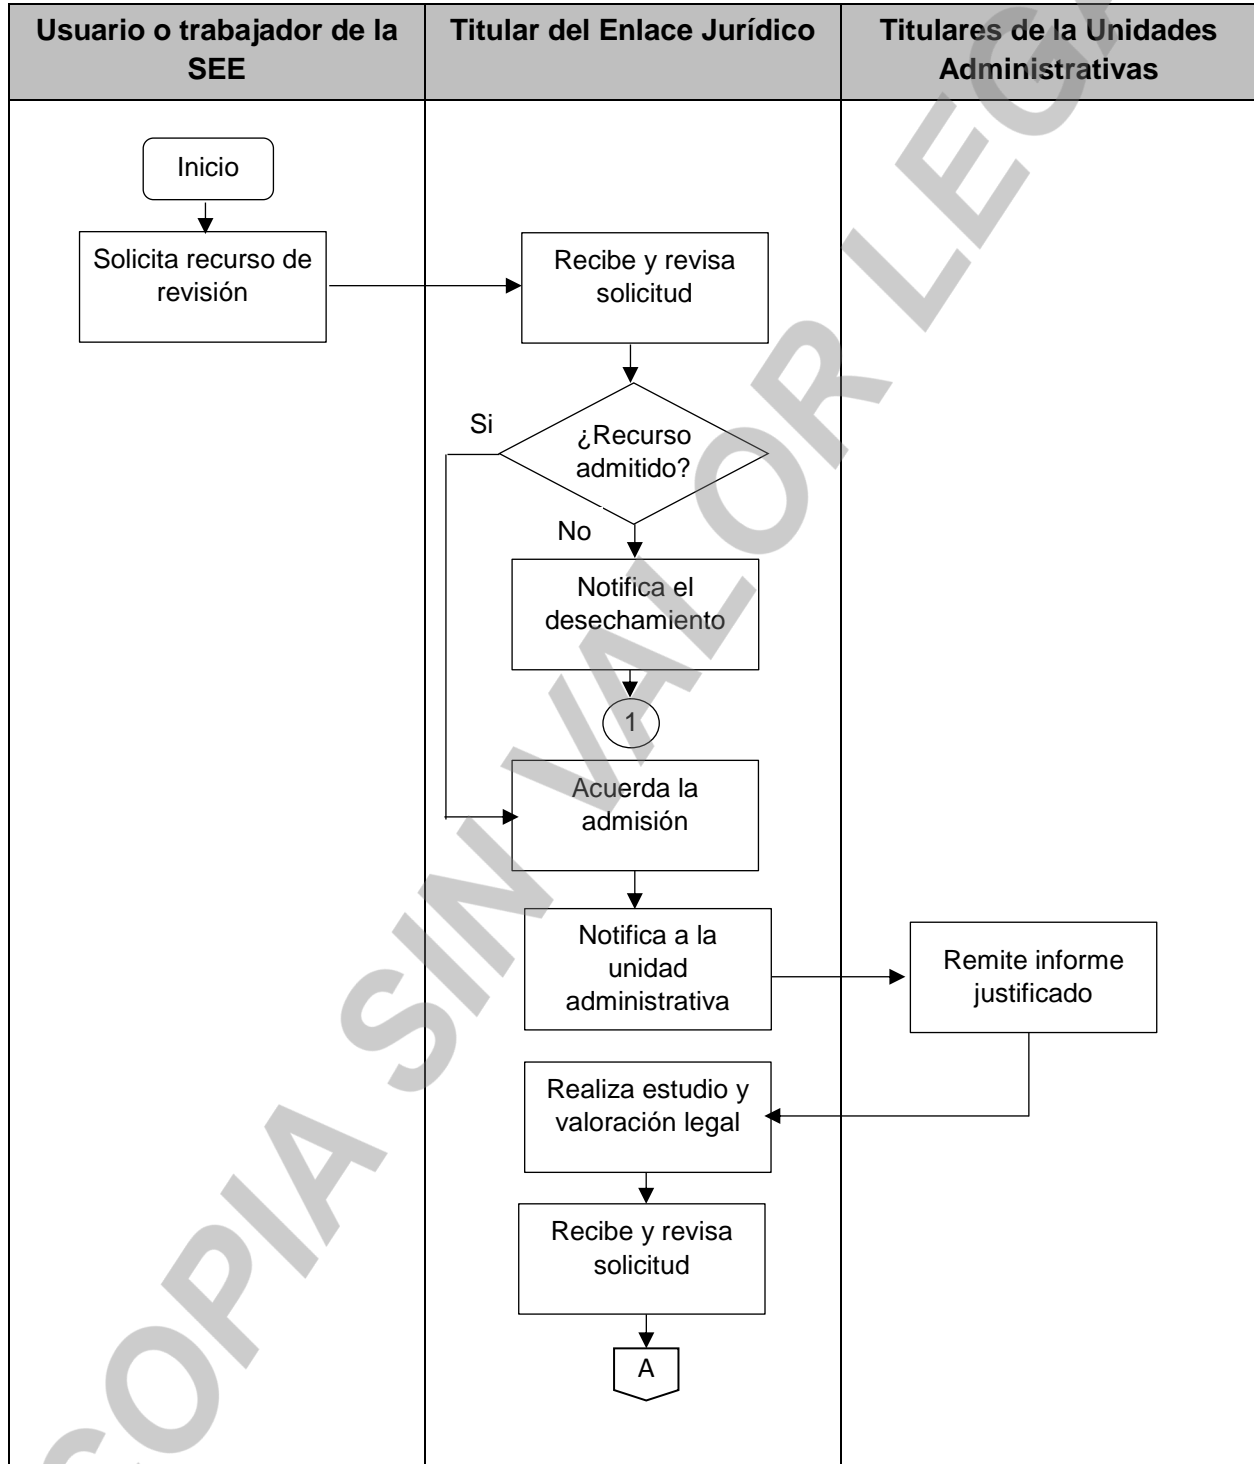 Usuario o trabajador de la
SEE
Titular del Enlace Jurídico
Titulares de la Unidades
Administrativas
Inicio
Solicita recurso de
revisión
Recibe y revisa
solicitud
Si
¿Recurso
admitido?
No
Notifica el
desechamiento
1
Acuerda la
admisión
Notifica a la
unidad
administrativa
Remite informe
justificado
Realiza estudio y
valoración legal
Recibe y revisa
solicitud
A
COPIA SIN VALOR LEGA